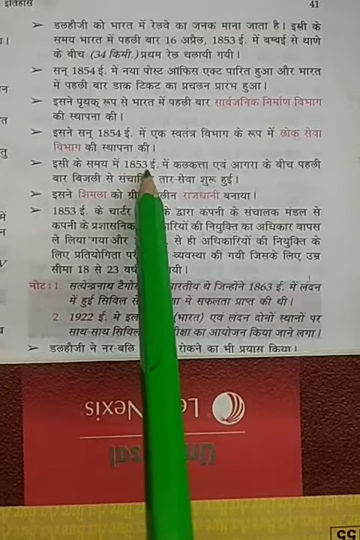 इतिहास
41
➢ डलहौजी को भारत में रेलवे का जनक माना जाता है। इसी के
समय भारत में पहली बार 16 अप्रैल, 1853 ई. में बम्बई से थाणे
के बीच (34 किमी.) प्रथम रेल चलायी गयी।
➢ सन् 1854 ई. में नया पोस्ट ऑफिस एक्ट पारित हुआ और भारत
में पहली बार डाक टिकट का प्रचलन प्रारंभ हुआ।
➢ इसने पृथक् रूप से भारत में पहली बार सार्वजनिक निर्माण विभाग
की स्थापना की।
➢ इसने सन् 1854 ई. में एक स्वतंत्र विभाग के रूप में लोक सेवा
विभाग की स्थापना की।
➢ इसी के समय में 1853 ई. में कलकत्ता एवं आगरा के बीच पहली
बार बिजली से तार-सेवा शुरू हुई।
➢ इसने शिमला को राजधानी बनाया।
➢ 1853 ई. के चार्टर के द्वारा कंपनी के संचालक मंडल से
कंपनी के प्रशासनिक की नियुक्ति का अधिकार वापस
ले लिया गया और से ही अधिकारियों की नियुक्ति के
लिए व्यवस्था की गयी जिसके लिए उम्र
सीमा 18 से 23
नोट : 1. सत्येन्द्रनाथ थे जिन्होंने 1863 ई. में लंदन
में हुई सिविल में सफलता प्राप्त की थी।
2. 1922 ई. मे (भारत) एवं लंदन दोनों स्थानों पर
साथ-साथ सिविल का आयोजन किया जाने लगा।
➢ डलहौजी ने नर-बलि रोकने का भी प्रयास किया।
LexisNexis
Universal